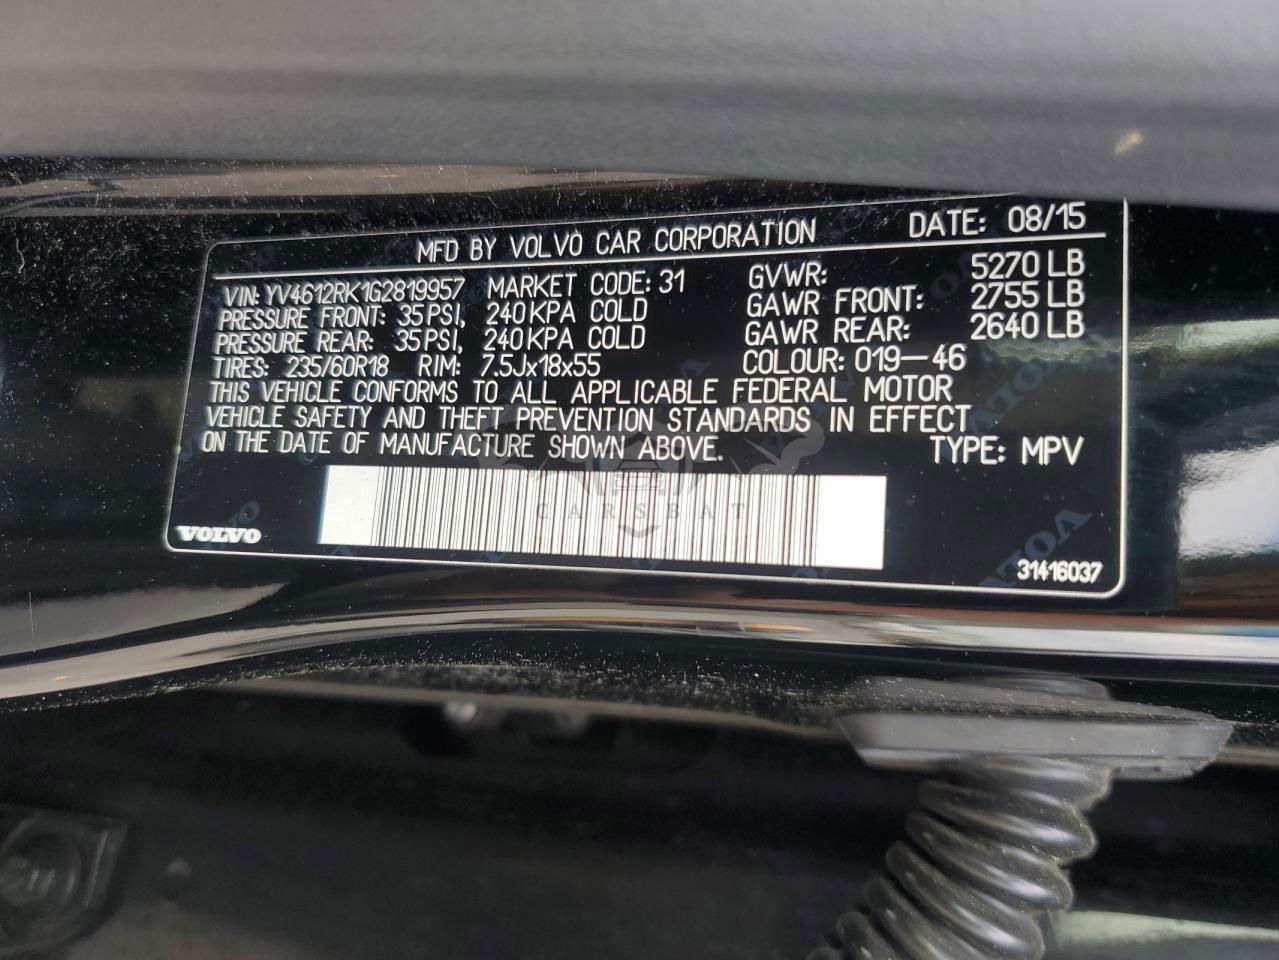 MFD BY VOLVO CAR CORPORATION DATE: 08/15
VIN: YV4612RK1G2819957 MARKET CODE: 31 GVWR: 5270 LB
PRESSURE FRONT: 35 PSI, 240 KPA COLD GAWR FRONT: 2755 LB
PRESSURE REAR: 35 PSI, 240 KPA COLD GAWR REAR: 2640 LB
TIRES: 235/60R18 RIM: 7.5Jx18x55 COLOUR: 019-46
THIS VEHICLE CONFORMS TO ALL APPLICABLE FEDERAL MOTOR
VEHICLE SAFETY AND THEFT PREVENTION STANDARDS IN EFFECT
ON THE DATE OF MANUFACTURE SHOWN ABOVE. TYPE: MPV
CARSBAT
VOLVO
31416037